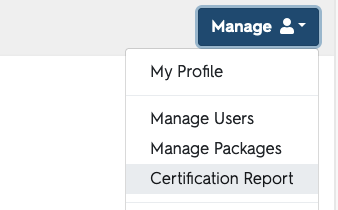 Manage
My Profile
Manage Users
Manage Packages
Certification Report